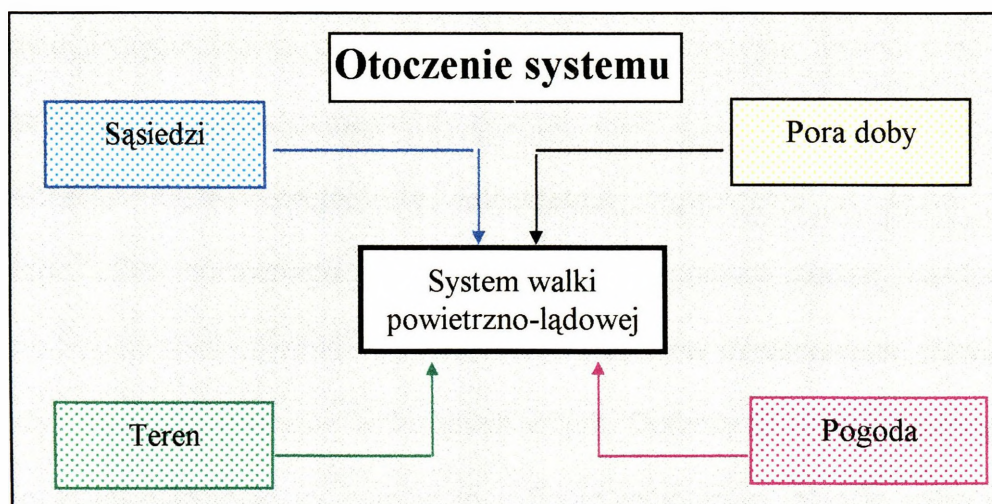 Otoczenie systemu
Sąsiedzi
Pora doby
System walki
powietrzno-lądowej
Teren
Pogoda